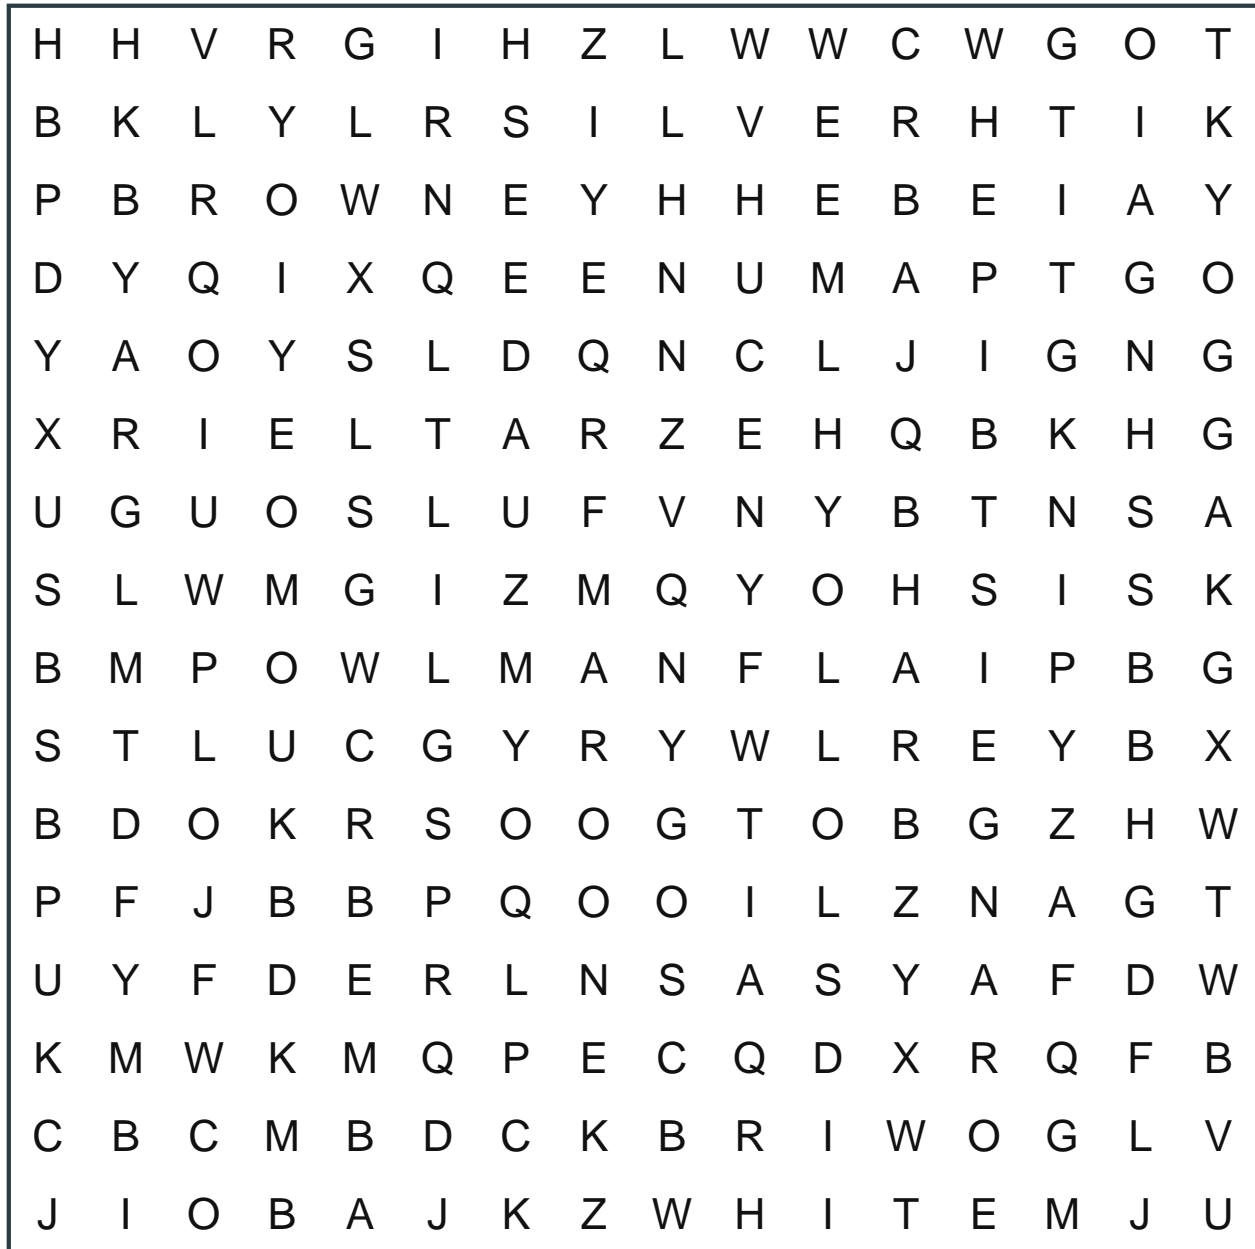 H H V R G I H Z L W W C W G O T
B K L Y L R S I L V E R H T I K
P B R O W N E Y H H E B E I A Y
D Y Q I X Q E E N U M A P T G O
Y A O Y S L D Q N C L J I G N G
X R I E L T A R Z E H Q B K H G
U G U O S L U F V N Y B T N S A
S L W M G I Z M Q Y O H S I S K
B M P O W L M A N F L A I P B G
S T L U C G Y R Y W L R E Y B X
B D O K R S O O G T O B G Z H W
P F J B B P Q O O I L Z N A G T
U Y F D E R L N S A S Y A F D W
K M W K M Q P E C Q D X R Q F B
C B C M B D C K B R I W O G L V
J I O B A J K Z W H I T E M J U